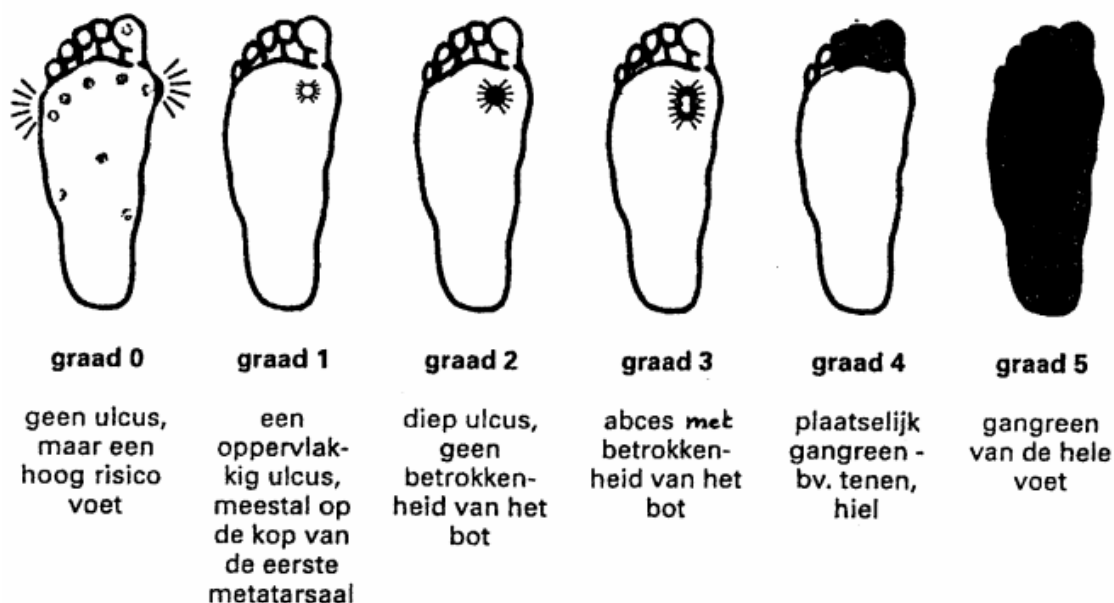 graad 0
geen ulcus,
maar een
hoog risico
voet
graad 1
een
oppervlak-
kig ulcus,
meestal op
de kop van
de eerste
metatarsaal
graad 2
diep ulcus,
geen
betrokken-
heid van het
bot
graad 3
abces met
betrokken-
heid van het
bot
graad 4
plaatselijk
gangreen -
bv. tenen,
hiel
graad 5
gangreen
van de hele
voet